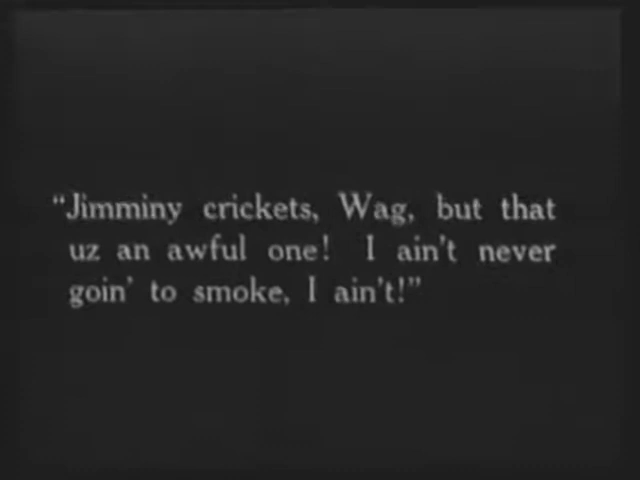 “Jimminy crickets, Wag, but that
uz an awful one! I ain't never
goin' to smoke, I ain't!”